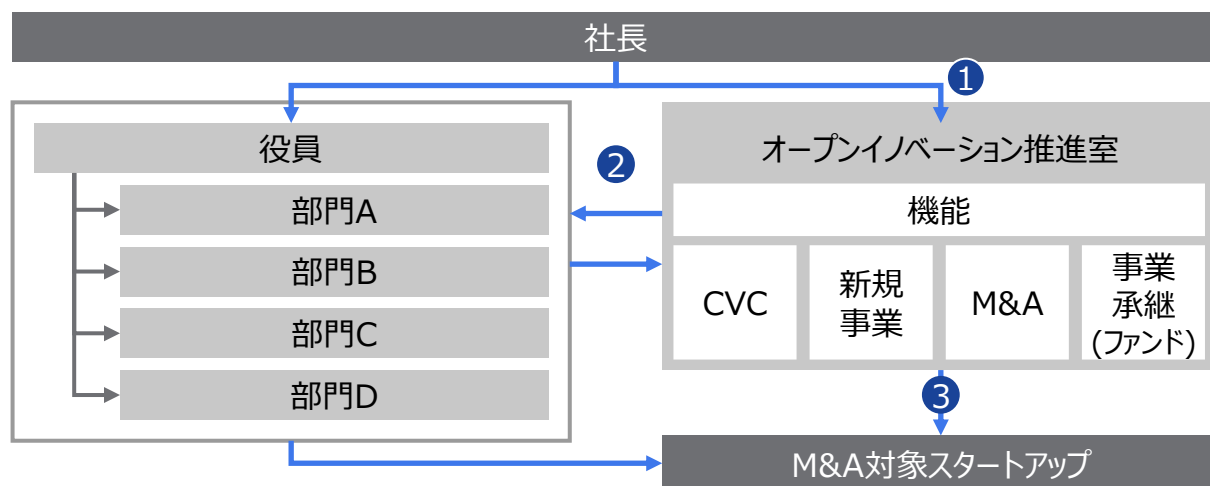 社長
1
役員
部門A
部門B
部門C
部門D
2
オープンイノベーション推進室
機能
CVC
新規
事業
M&A
事業
承継
(ファンド)
3
M&A対象スタートアップ